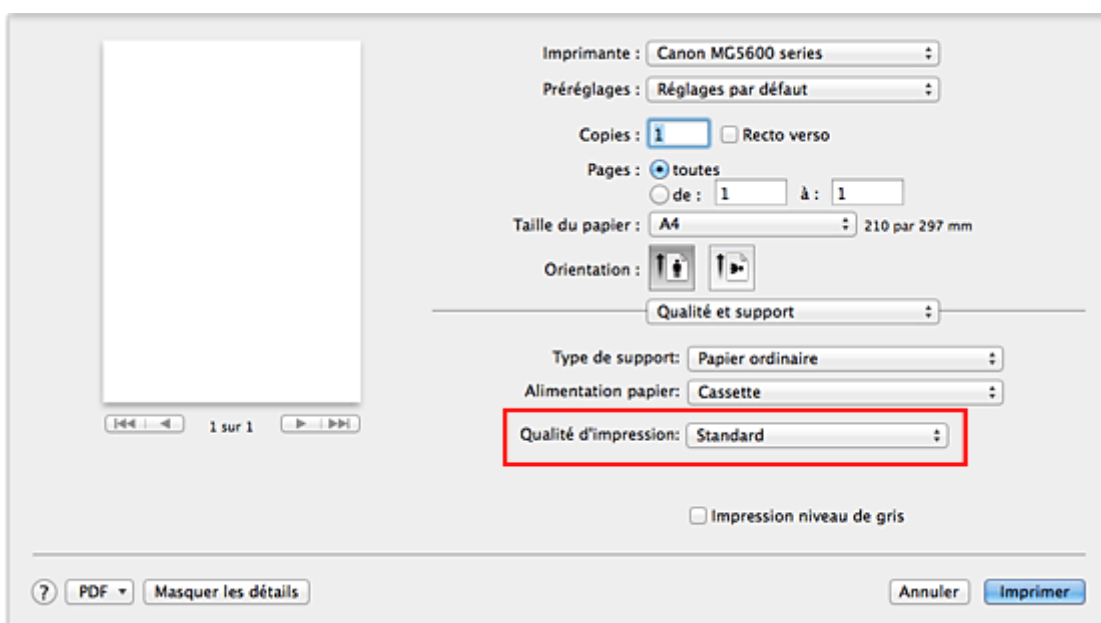 Imprimante : Canon MG5600 series
Préréglages : Réglages par défaut
Copies : 1 Recto verso
Pages : toutes
de : 1 à : 1
Taille du papier : A4 210 par 297 mm
Orientation :
Qualité et support
Type de support: Papier ordinaire
Alimentation papier: Cassette
1 sur 1
Qualité d'impression: Standard
Impression niveau de gris
? PDF Masquer les détails Annuler Imprimer